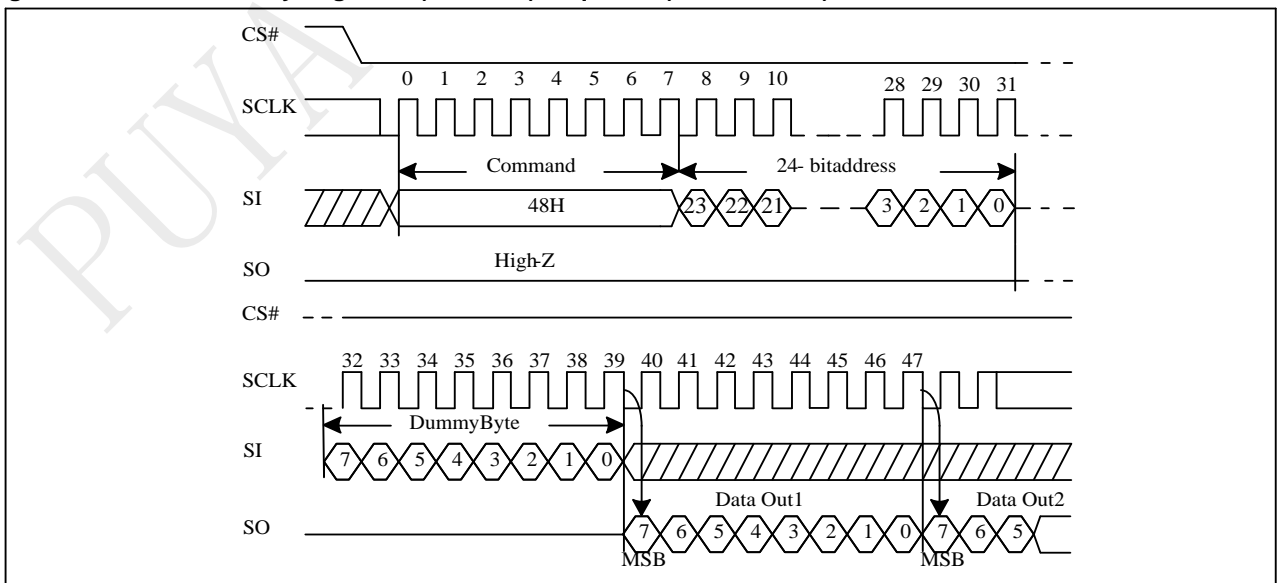 PUYA
CS#
0 1 2 3 4 5 6 7 8 9 10 28 29 30 31
SCLK
Command 24- bitaddress
SI 48H 23 22 21 3 2 1 0
SO High-Z
CS#
32 33 34 35 36 37 38 39 40 41 42 43 44 45 46 47
SCLK
DummyByte
SI 7 6 5 4 3 2 1 0
Data Out1 Data Out2
SO 7 6 5 4 3 2 1 0 7 6 5
MSB MSB